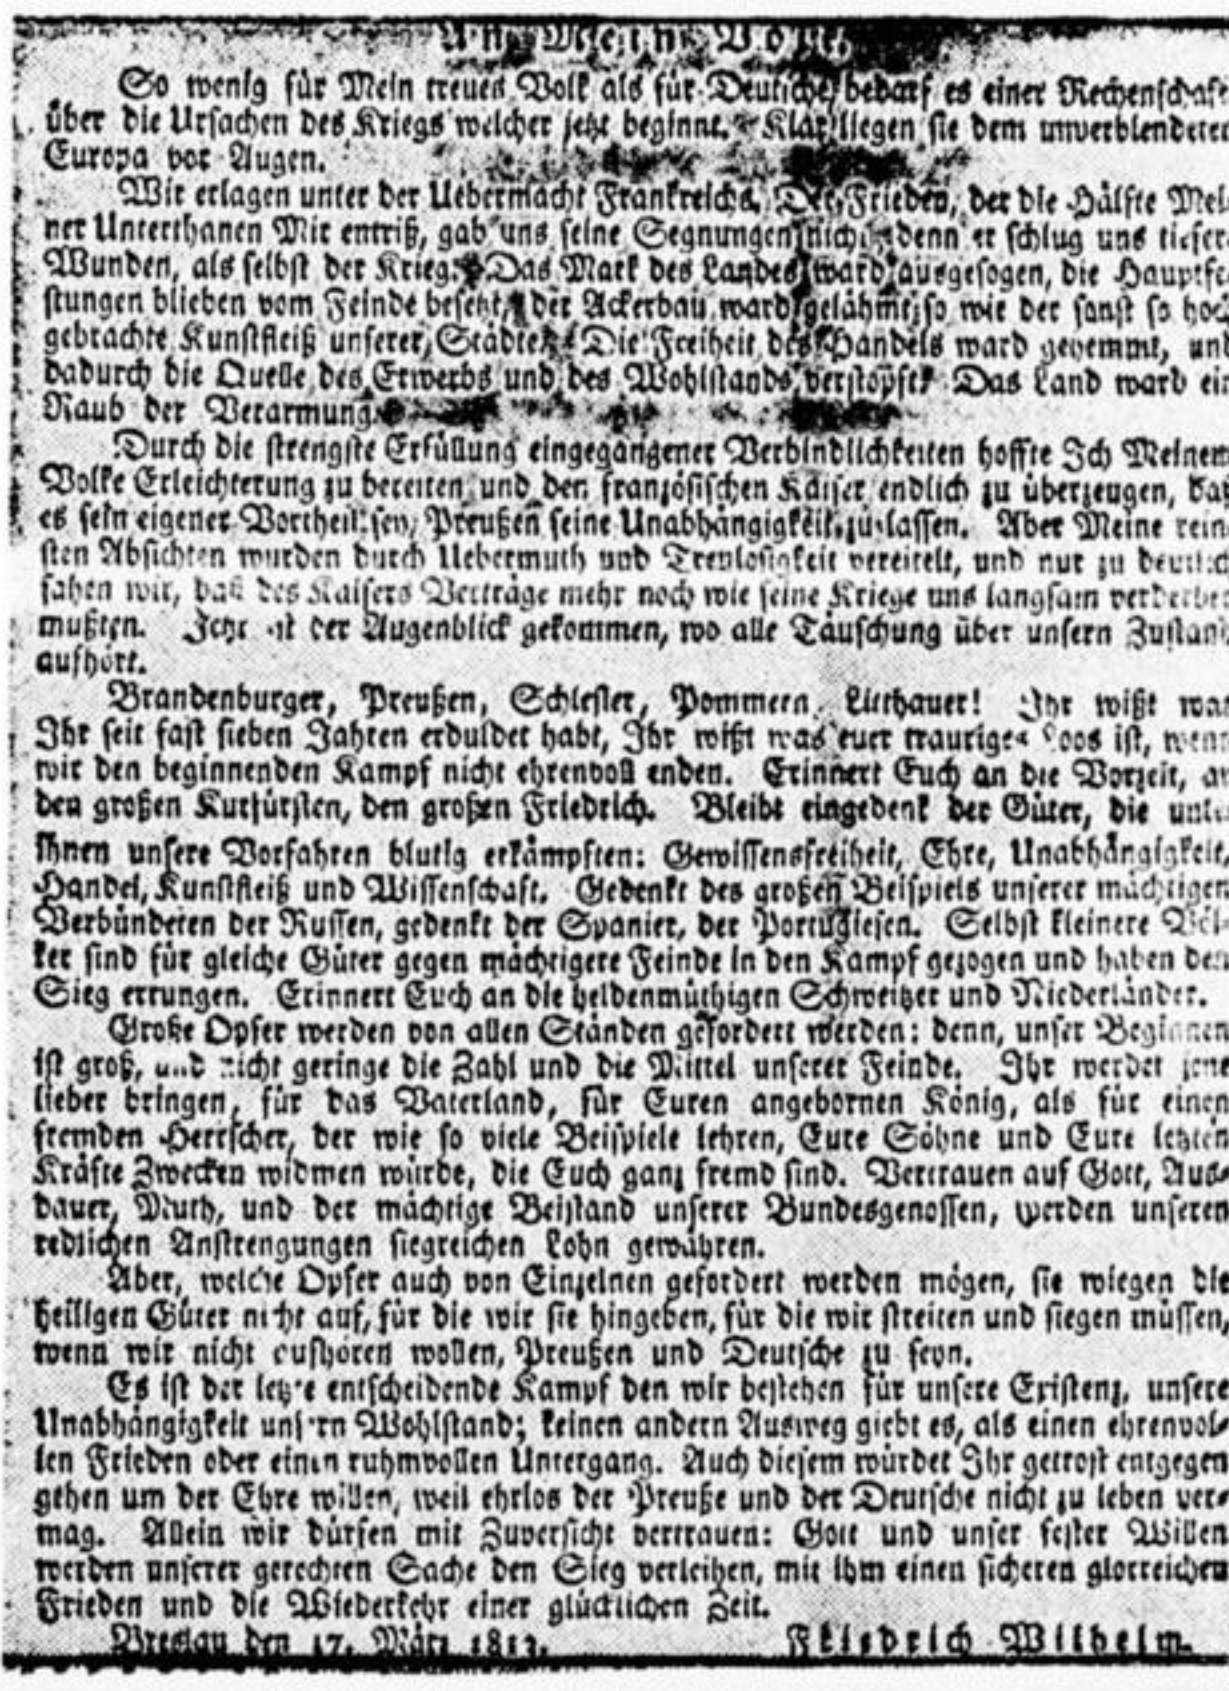 An Mein Volk.
So wenig für Mein treues Volk als für Deutsche, bedarf es einer Rechenschaft
über die Ursachen des Kriegs welcher jetzt beginnt. Klar liegen sie dem unverblendeten
Europa vor Augen.
Wir erlagen unter der Uebermacht Frankreichs. Der Frieden, der die Hälfte Mei-
ner Unterthanen Mir entriß, gab uns seine Segnungen nicht; denn er schlug uns tiefere
Wunden, als selbst der Krieg. Das Mark des Landes ward ausgesogen, die Hauptfe-
stungen blieben vom Feinde besetzt, der Ackerbau ward gelähmt so wie der sonst so hoch
gebrachte Kunstfleiß unserer Städte. Die Freiheit des Handels ward gehemmt, und
dadurch die Quelle des Erwerbs und des Wohlstands verstopft. Das Land ward ein
Raub der Verarmung.
Durch die strengste Erfüllung eingegangener Verbindlichkeiten hoffte Ich Meinem
Volke Erleichterung zu bereiten und den französischen Kaiser endlich zu überzeugen, daß
es sein eigener Vortheil sey, Preußen seine Unabhängigkeit zu lassen. Aber Meine rein-
sten Absichten wurden durch Uebermuth und Treulosigkeit vereitelt, und nur zu deutlich
sahen wir, daß des Kaisers Verträge mehr noch wie seine Kriege uns langsam verderben
mußten. Jetzt ist der Augenblick gekommen, wo alle Täuschung über unsern Zustand
aufhört.
Brandenburger, Preußen, Schlesier, Pommern, Litthauer! Ihr wißt was
Ihr seit fast sieben Jahren erduldet habt, Ihr wißt was euer trauriges Loos ist, wenn
wir den beginnenden Kampf nicht ehrenvoll enden. Erinnert Euch an die Vorzeit, an
den großen Kurfürsten, den großen Friedrich. Bleibt eingedenk der Güter, die unter
Ihnen unsere Vorfahren blutig erkämpften: Gewissensfreiheit, Ehre, Unabhängigkeit,
Handel, Kunstfleiß und Wissenschaft. Gedenkt des großen Beispiels unserer mächtigen
Verbündeten der Russen, gedenkt der Spanier, der Portugiesen. Selbst kleinere Völ-
ker sind für gleiche Güter gegen mächtigere Feinde in den Kampf gezogen und haben den
Sieg errungen. Erinnert Euch an die heldenmüthigen Schweitzer und Niederländer.
Große Opfer werden von allen Ständen gefordert werden: denn, unser Beginnen
ist groß, und nicht geringe die Zahl und die Mittel unserer Feinde. Ihr werdet jene
lieber bringen, für das Vaterland, für Euren angebornen König, als für einen
fremden Herrscher, der wie so viele Beispiele lehren, Eure Söhne und Eure letzten
Kräfte Zwecken widmen würde, die Euch ganz fremd sind. Vertrauen auf Gott, Aus-
dauer, Muth, und der mächtige Beistand unserer Bundesgenossen, werden unseren
redlichen Anstrengungen siegreichen Lohn gewähren.
Aber, welche Opfer auch von Einzelnen gefordert werden mögen, sie wiegen die
heiligen Güter nicht auf, für die wir sie hingeben, für die wir streiten und siegen müssen,
wenn wir nicht aufhören wollen, Preußen und Deutsche zu seyn.
Es ist der letzte entscheidende Kampf den wir bestehen für unsere Existenz, unsere
Unabhängigkeit unsern Wohlstand; keinen andern Ausweg giebt es, als einen ehrenvol-
len Frieden oder einen ruhmvollen Untergang. Auch diesem würdet Ihr getrost entgegen
gehen um der Ehre willen, weil ehrlos der Preuße und der Deutsche nicht zu leben ver-
mag. Allein wir dürfen mit Zuversicht vertrauen: Gott und unser fester Willen
werden unserer gerechten Sache den Sieg verleihen, mit ihm einen sicheren glorreichen
Frieden und die Wiederkehr einer glücklichen Zeit.
Breslau den 17. März 1813. Friedrich Wilhelm.